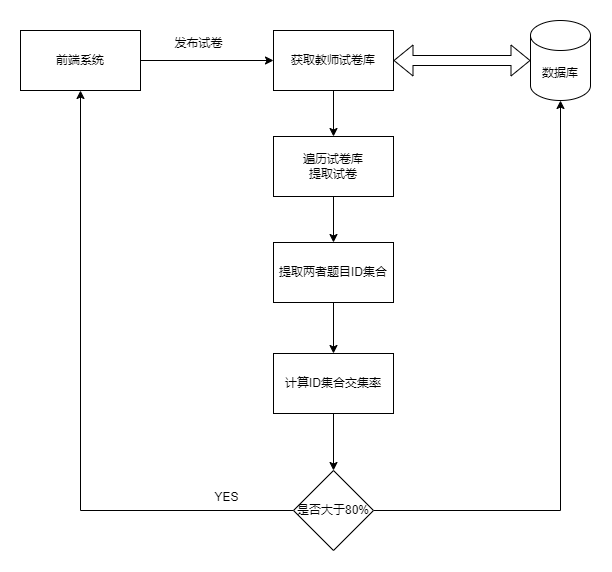 前端系统
发布试卷
获取教师试卷库
数据库
遍历试卷库
提取试卷
提取两者题目ID集合
计算ID集合交集率
YES
是否大于80%